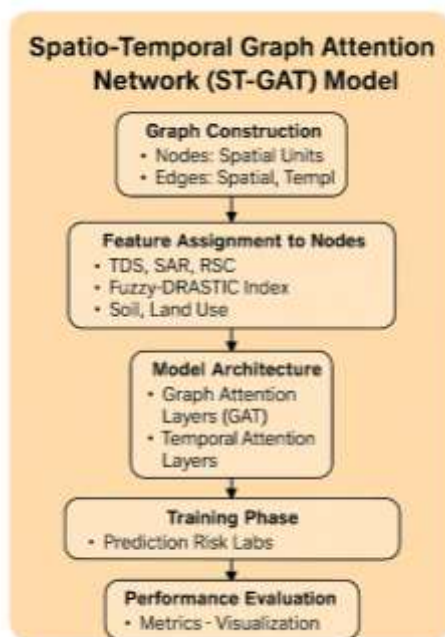 Spatio-Temporal Graph Attention
Network (ST-GAT) Model
Graph Construction
• Nodes: Spatial Units
• Edges: Spatial, Templ
Feature Assignment to Nodes
• TDS, SAR, RSC
• Fuzzy-DRASTIC Index
• Soil, Land Use
Model Architecture
• Graph Attention
Layers (GAT)
• Temporal Attention
Layers
Training Phase
• Prediction Risk Labs
Performance Evaluation
• Metrics - Visualization